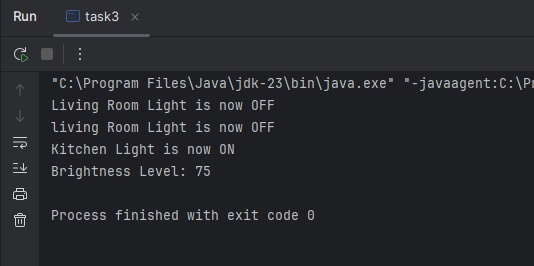 Run task3
"C:\Program Files\Java\jdk-23\bin\java.exe" "-javaagent:C:\Pr
Living Room Light is now OFF
living Room Light is now OFF
Kitchen Light is now ON
Brightness Level: 75
Process finished with exit code 0